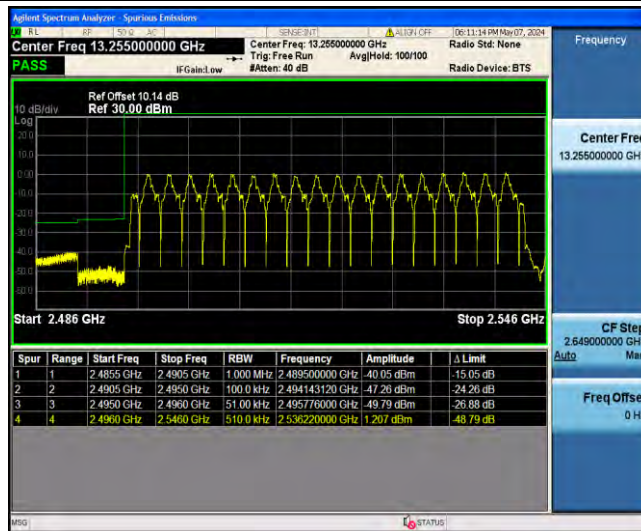 Agilent Spectrum Analyzer - Spurious Emissions
RL RF 50 Ω AC SENSE:INT ALIGN OFF 06:11:14 PM May 07, 2024
Center Freq 13.255000000 GHz Center Freq: 13.255000000 GHz Radio Std: None Frequency
PASS Trig: Free Run Avg|Hold: 100/100
IFGain:Low #Atten: 40 dB Radio Device: BTS
Ref Offset 10.14 dB
10 dB/div Ref 30.00 dBm
Log
20.0
10.0
0.00
-10.0
-20.0
-30.0
-40.0
-50.0
-60.0
Start 2.486 GHz Stop 2.546 GHz
Center Fre
13.255000000 GH
CF Step
2.649000000 GH
Auto Ma
Freq Offse
0 H
Spur Range Start Freq Stop Freq RBW Frequency Amplitude Δ Limit
1 1 2.4855 GHz 2.4905 GHz 1.000 MHz 2.489500000 GHz -40.05 dBm -15.05 dB
2 2 2.4905 GHz 2.4950 GHz 100.0 kHz 2.494143120 GHz -47.26 dBm -24.26 dB
3 3 2.4950 GHz 2.4960 GHz 51.00 kHz 2.495776000 GHz -49.79 dBm -26.88 dB
4 4 2.4960 GHz 2.5460 GHz 510.0 kHz 2.536220000 GHz 1.207 dBm -48.79 dB
MSG STATUS